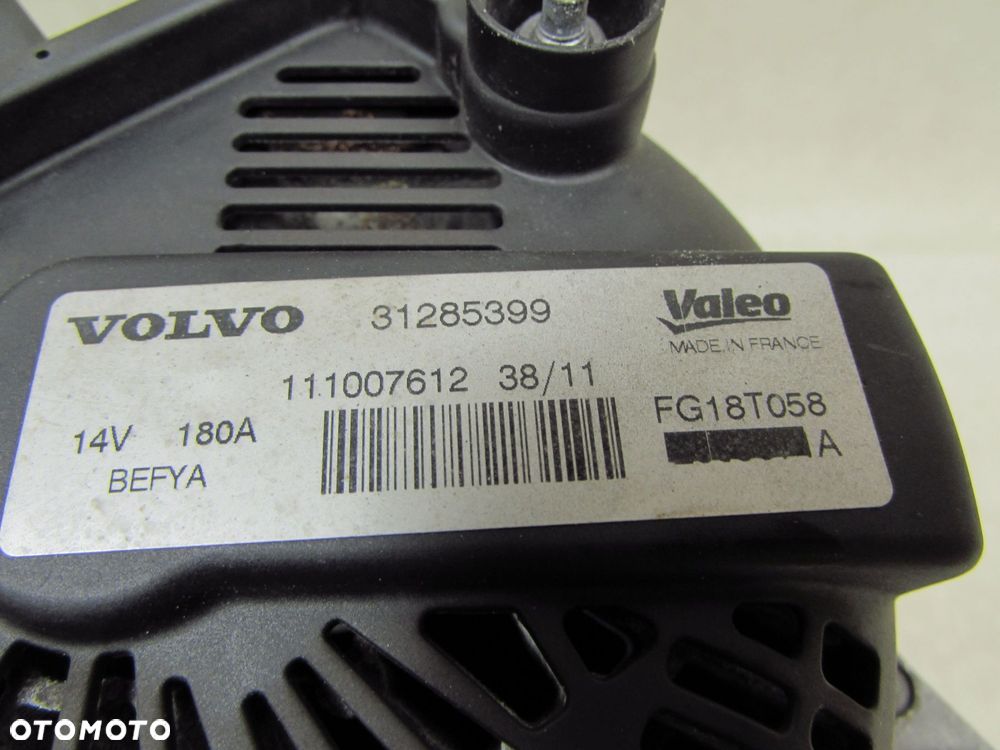 VOLVO 31285399 Valeo
MADE IN FRANCE
111007612 38/11
14V 180A FG18T058
BEFYA A
OTOMOTO